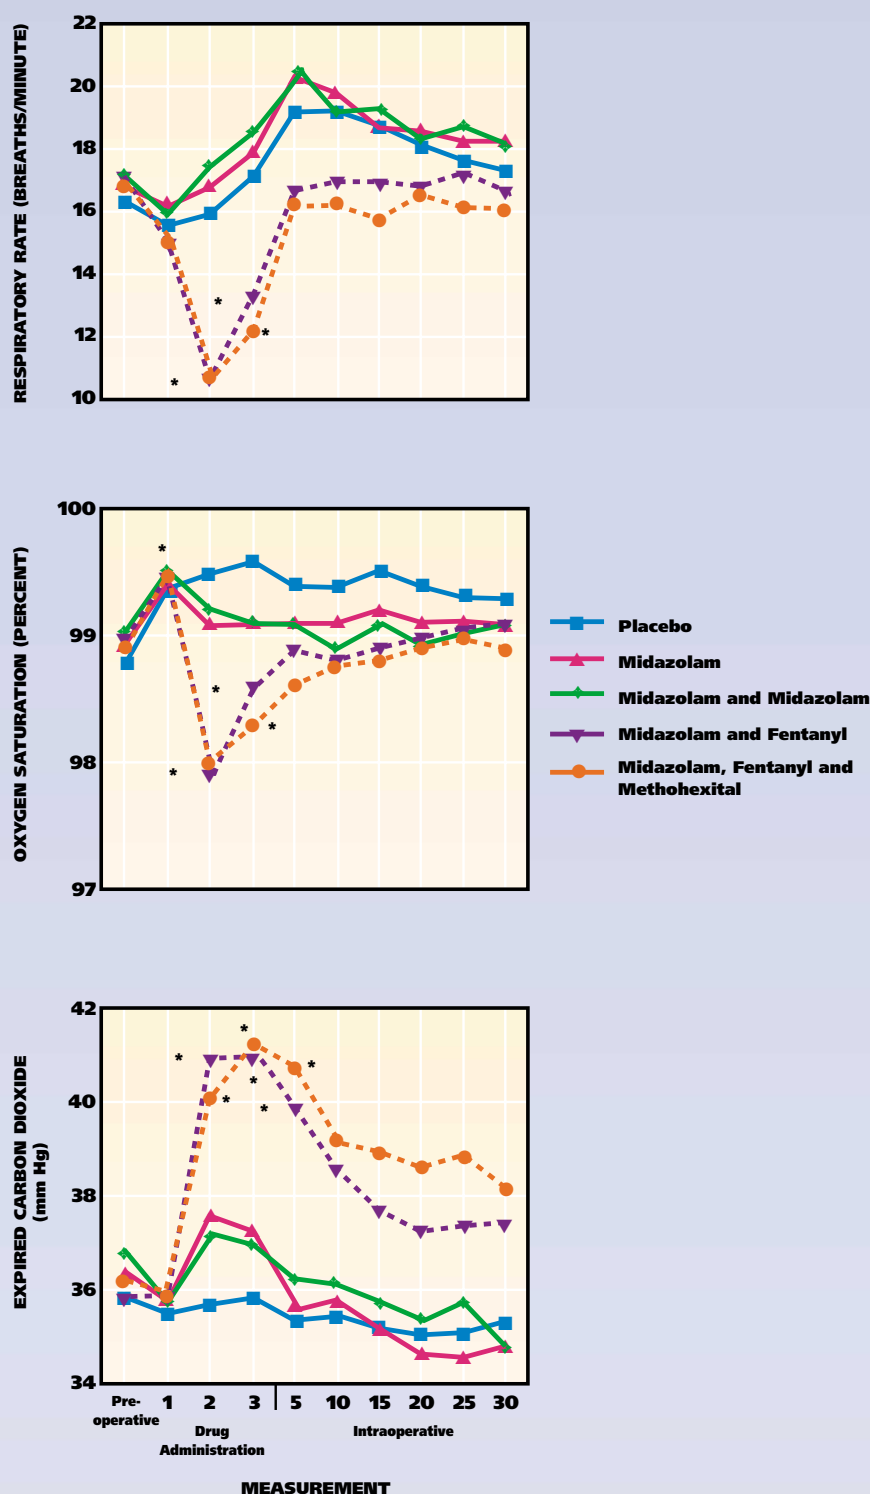 RESPIRATORY RATE (BREATHS/MINUTE)
22
20
18
16
14
12
10
*
*
*
OXYGEN SATURATION (PERCENT)
100
99
98
97
*
*
*
*
Placebo
Midazolam
Midazolam and Midazolam
Midazolam and Fentanyl
Midazolam, Fentanyl and
Methohexital
EXPIRED CARBON DIOXIDE
(mm Hg)
42
40
38
36
34
*
*
*
*
*
*
Pre-
operative
1 2 3 5 10 15 20 25 30
Drug
Administration
Intraoperative
MEASUREMENT